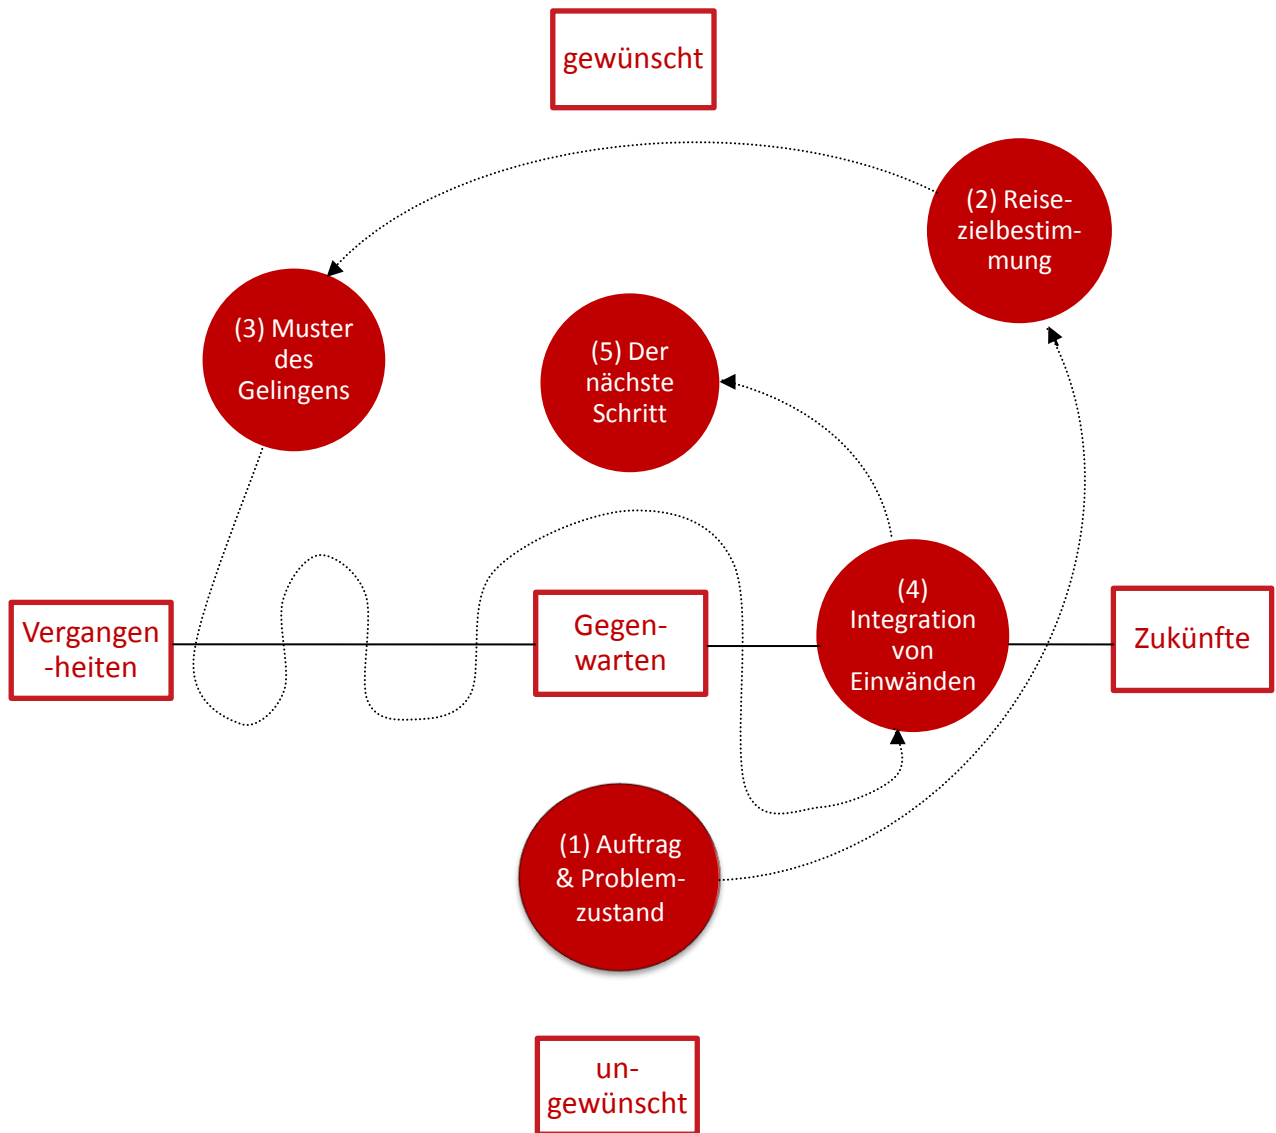 gewünscht
(2) Reise-
zielbestim-
mung
(3) Muster
des
Gelingens
(5) Der
nächste
Schritt
Vergangen
-heiten
Gegen-
warten
(4)
Integration
von
Einwänden
Zukünfte
(1) Auftrag
& Problem-
zustand
un-
gewünscht